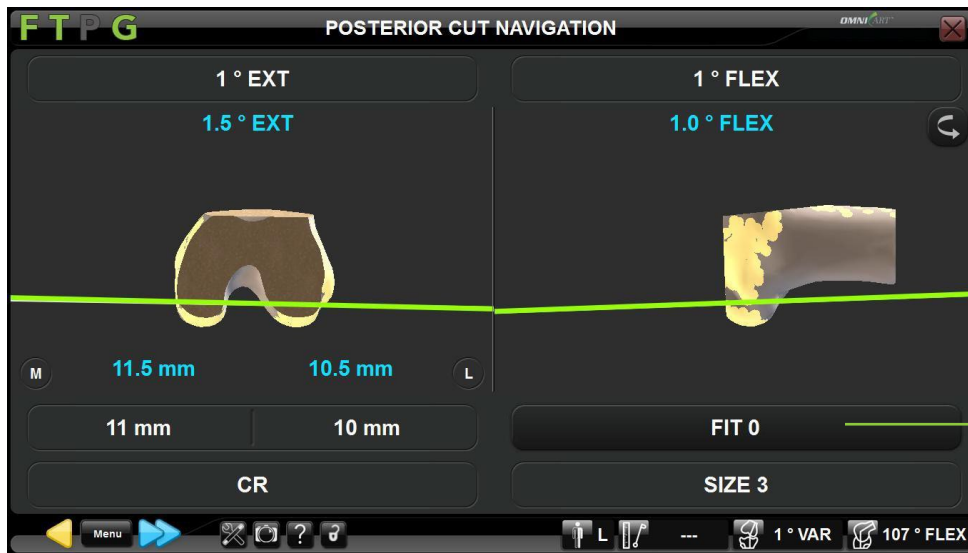 F T P G
POSTERIOR CUT NAVIGATION
OMNI
1 ° EXT
1 ° FLEX
1.5 ° EXT
1.0 ° FLEX
M
11.5 mm
10.5 mm
L
11 mm
10 mm
FIT 0
CR
SIZE 3
Menu
?
L
---
1 ° VAR
107 ° FLEX